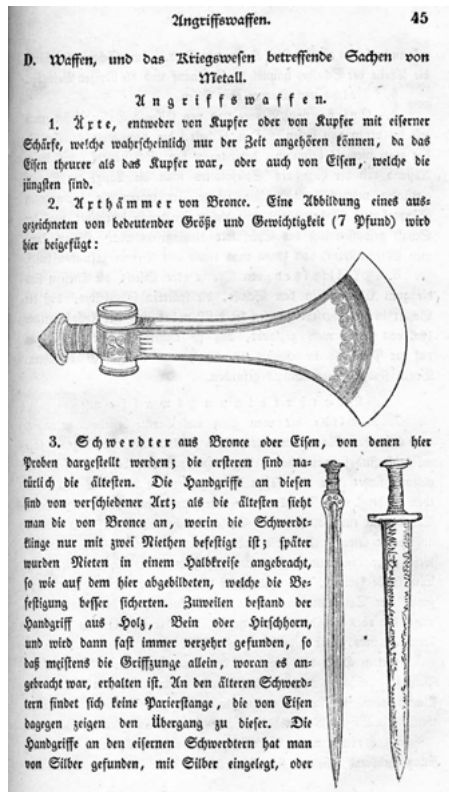 Angriffswaffen. 45
D. Waffen, und das Kriegswesen betreffende Sachen von
Metall.
Angriffswaffen.
1. Äxte, entweder von Kupfer oder von Kupfer mit eiserner
Schärfe, welche wahrscheinlich nur der Zeit angehören können, da das
Eisen theurer als das Kupfer war, oder auch von Eisen, welche die
jüngsten sind.
2. Axthämmer von Bronce. Eine Abbildung eines aus-
gezeichneten von bedeutender Größe und Gewichtigkeit (7 Pfund) wird
hier beigefügt:
3. Schwerdter aus Bronce oder Eisen, von denen hier
Proben dargestellt werden; die ersteren sind na-
türlich die ältesten. Die Handgriffe an diesen
sind von verschiedener Art; als die ältesten sieht
man die von Bronce an, worin die Schwerdt-
klinge nur mit zwei Niethen befestigt ist; später
wurden Nieten in einem Halbkreise angebracht,
so wie auf dem hier abgebildeten, welche die Be-
festigung besser sicherten. Zuweilen bestand der
Handgriff aus Holz, Bein oder Hirschhorn,
und wird dann fast immer verzehrt gefunden, so
daß meistens die Griffzunge allein, woran es an-
gebracht war, erhalten ist. An den älteren Schwerd-
tern findet sich keine Parierstange, die von Eisen
dagegen zeigen den Übergang zu dieser. Die
Handgriffe an den eisernen Schwerdtern hat man
von Silber gefunden, mit Silber eingelegt, oder